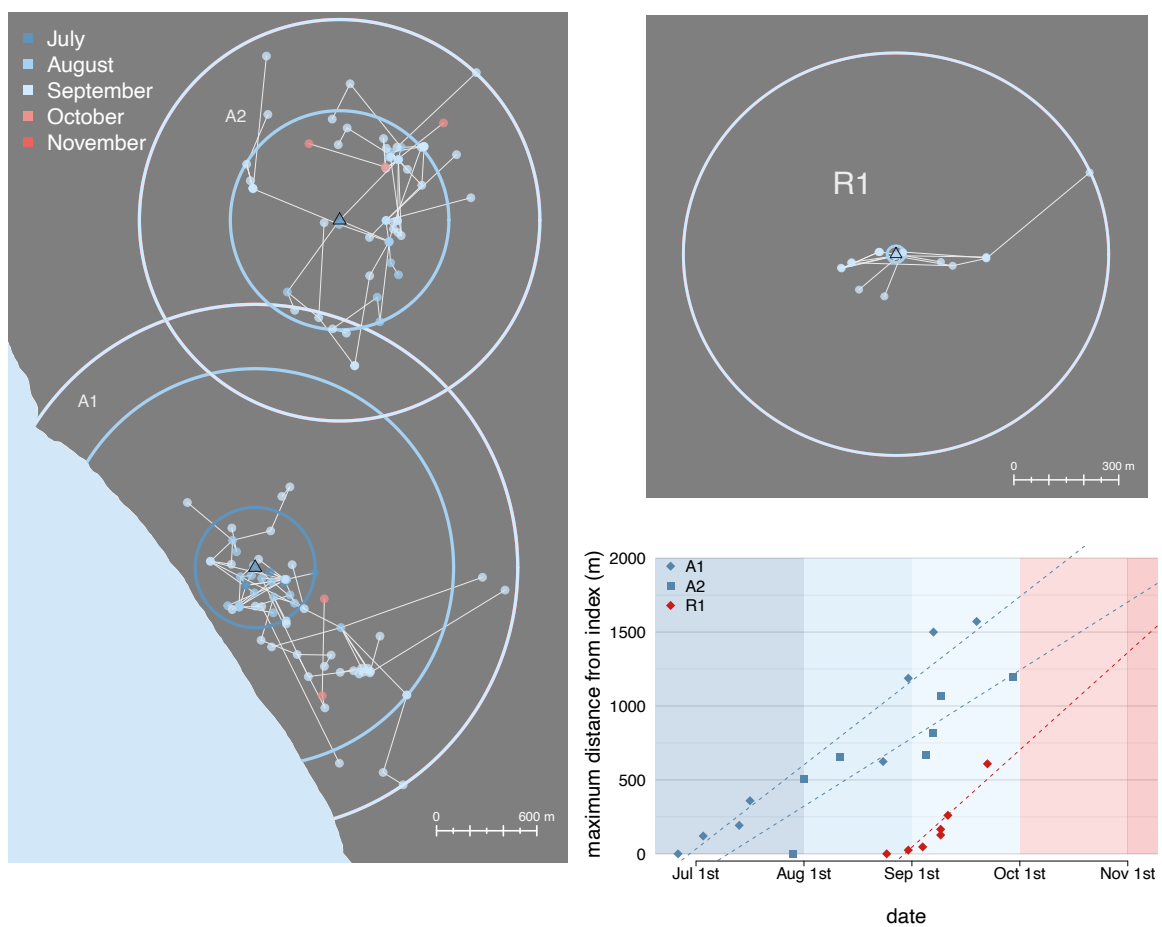 July
August
September
October
November
A2
A1
0 600 m
R1
0 300 m
maximum distance from index (m)
2000
1500
1000
500
0
A1
A2
R1
Jul 1st Aug 1st Sep 1st Oct 1st Nov 1st
date